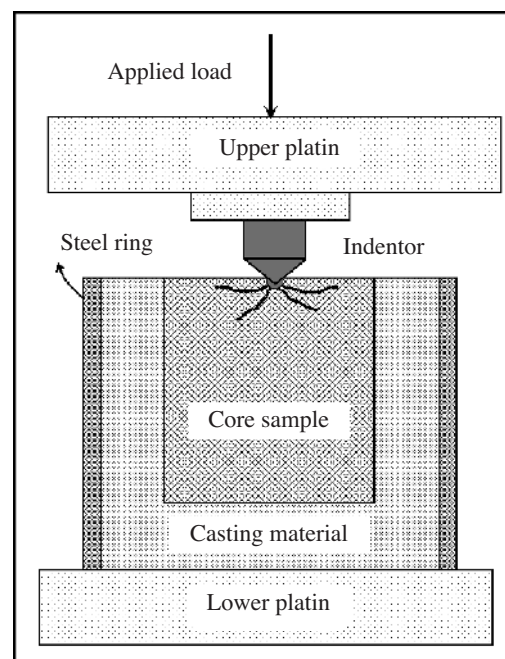 Applied load
Upper platin
Steel ring
Indentor
Core sample
Casting material
Lower platin